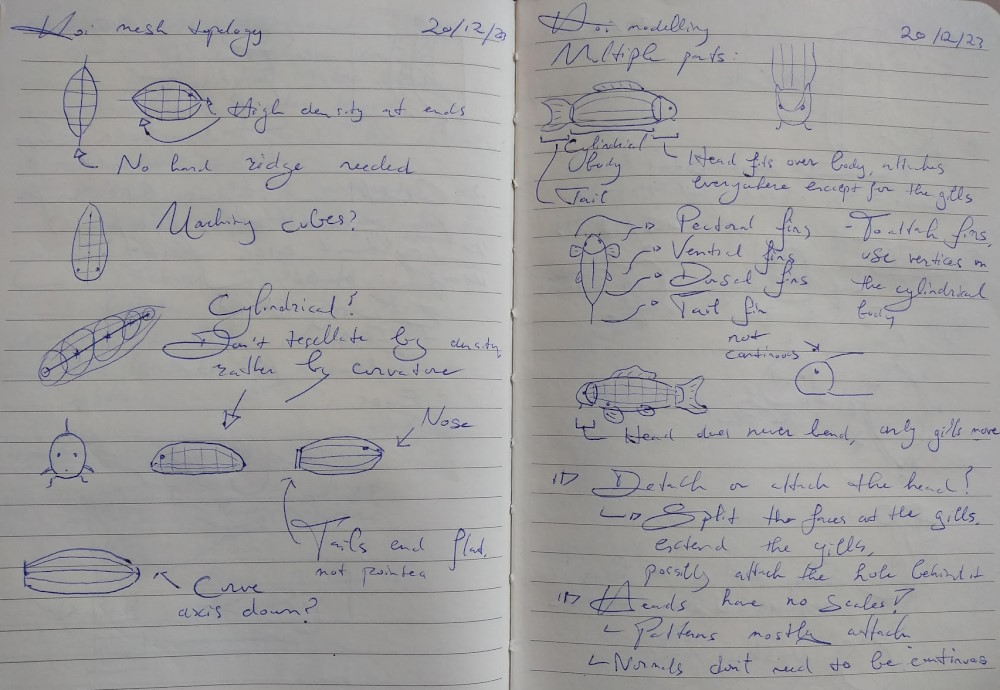 Koi mesh topology
20/12/23
High density at ends
No hard ridge needed
Marching cubes?
Cylindrical?
Don't tessellate by density,
rather by curvature
Nose
Tails end flat,
not pointed
Curve
axis down?
Koi modelling
20/12/23
Multiple parts:
Cylindrical
body
Tail
Head fits over body, attaches
everywhere except for the gills
Pectoral fins
Ventral fins
Dorsal fins
Tail fin
- To attach fins,
use vertices on
the cylindrical
body
not
continuous
Head does never bend, only gills move
Detach or attach the head?
Split the faces at the gills,
extend the gills,
possibly attach the hole behind it
Heads have no scales?
Patterns mostly attach
Normals don't need to be continuos